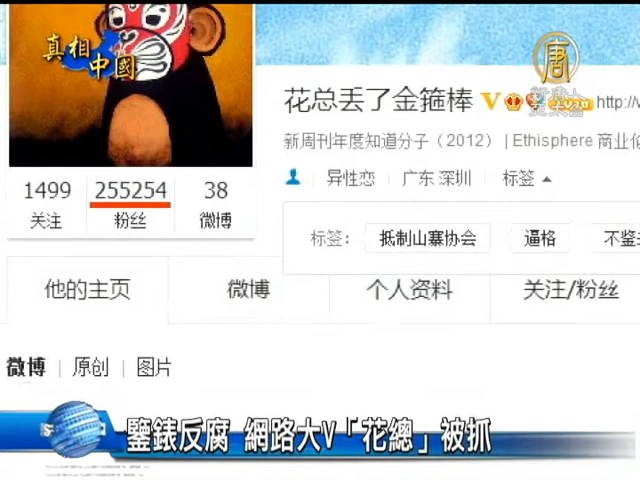 真相
中國
唐
花总丢了金箍棒 V
http://v
新周刊年度知道分子（2012） | Ethisphere 商业伦
异性恋 广东 深圳 标签
1499 255254 38
关注 粉丝 微博
标签： 抵制山寨协会 逼格 不鉴
他的主页 微博 个人资料 关注/粉丝
微博 | 原创 | 图片
鑒錶反腐 網路大V「花總」被抓